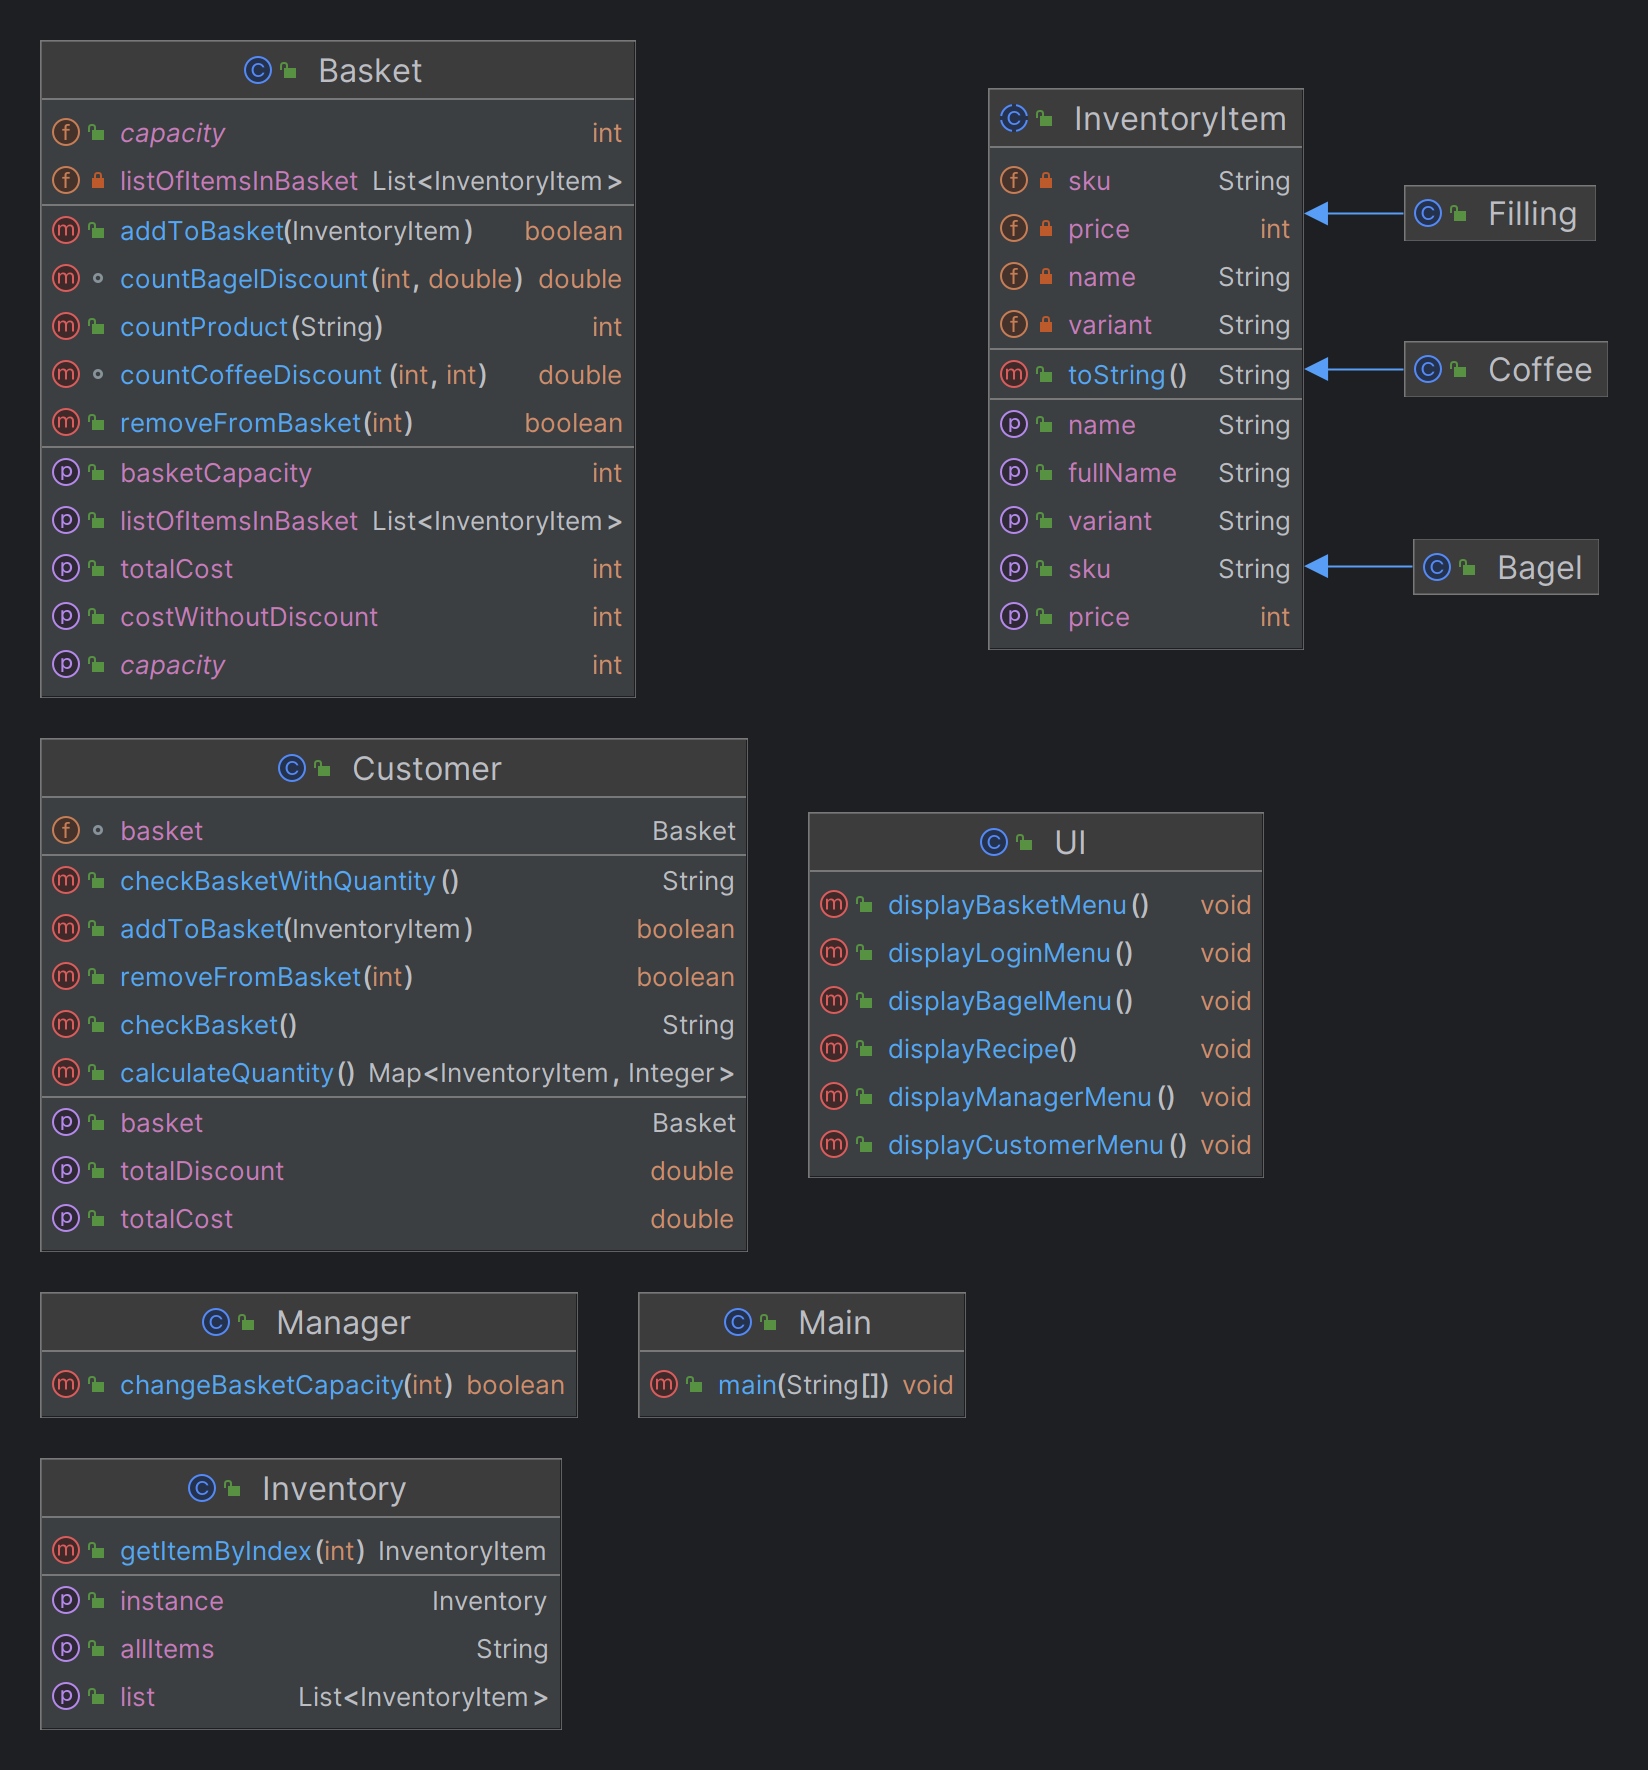 Basket
capacity int
listOfItemsInBasket List<InventoryItem>
addToBasket(InventoryItem) boolean
countBagelDiscount(int, double) double
countProduct(String) int
countCoffeeDiscount(int, int) double
removeFromBasket(int) boolean
basketCapacity int
listOfItemsInBasket List<InventoryItem>
totalCost int
costWithoutDiscount int
capacity int
InventoryItem
sku String
price int
name String
variant String
toString() String
name String
fullName String
variant String
sku String
price int
Filling
Coffee
Bagel
Customer
basket Basket
checkBasketWithQuantity() String
addToBasket(InventoryItem) boolean
removeFromBasket(int) boolean
checkBasket() String
calculateQuantity() Map<InventoryItem, Integer>
basket Basket
totalDiscount double
totalCost double
UI
displayBasketMenu() void
displayLoginMenu() void
displayBagelMenu() void
displayRecipe() void
displayManagerMenu() void
displayCustomerMenu() void
Manager
changeBasketCapacity(int) boolean
Main
main(String[]) void
Inventory
getItemByIndex(int) InventoryItem
instance Inventory
allItems String
list List<InventoryItem>